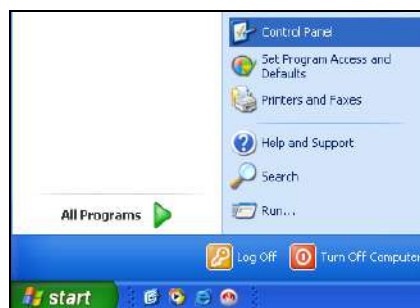 Control Panel
Set Program Access and
Defaults
Printers and Faxes
Help and Support
Search
All Programs
Run...
Log Off
Turn Off Computer
start